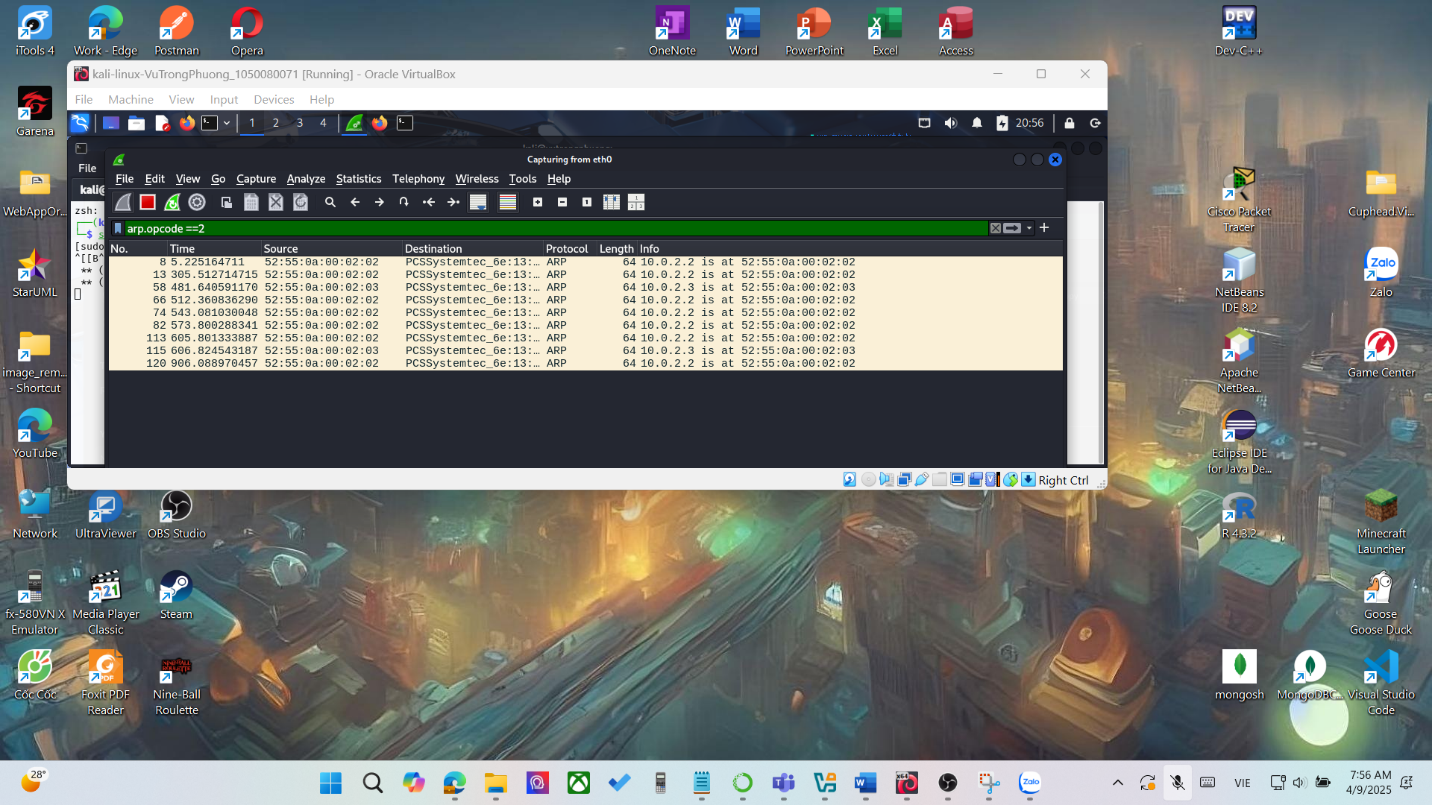 iTools 4
Work - Edge
Postman
Opera
OneNote
Word
PowerPoint
Excel
Access
Dev-C++
kali-linux-VuTrongPhuong_1050080071 [Running] - Oracle VirtualBox
File Machine View Input Devices Help
1 2 3 4
20:56
Garena
File
kali@
zsh:
(k
$ s
[sudo
^[[B^
** (
** (
Capturing from eth0
File Edit View Go Capture Analyze Statistics Telephony Wireless Tools Help
arp.opcode ==2
No. Time Source Destination Protocol Length Info
8 5.225164711 52:55:0a:00:02:02 PCSSystemtec_6e:13:… ARP 64 10.0.2.2 is at 52:55:0a:00:02:02
13 305.512714715 52:55:0a:00:02:02 PCSSystemtec_6e:13:… ARP 64 10.0.2.2 is at 52:55:0a:00:02:02
58 481.640591170 52:55:0a:00:02:03 PCSSystemtec_6e:13:… ARP 64 10.0.2.3 is at 52:55:0a:00:02:03
66 512.360836290 52:55:0a:00:02:02 PCSSystemtec_6e:13:… ARP 64 10.0.2.2 is at 52:55:0a:00:02:02
74 543.081030048 52:55:0a:00:02:02 PCSSystemtec_6e:13:… ARP 64 10.0.2.2 is at 52:55:0a:00:02:02
82 573.800288341 52:55:0a:00:02:02 PCSSystemtec_6e:13:… ARP 64 10.0.2.2 is at 52:55:0a:00:02:02
113 605.801333887 52:55:0a:00:02:02 PCSSystemtec_6e:13:… ARP 64 10.0.2.2 is at 52:55:0a:00:02:02
115 606.824543187 52:55:0a:00:02:03 PCSSystemtec_6e:13:… ARP 64 10.0.2.3 is at 52:55:0a:00:02:03
120 906.088970457 52:55:0a:00:02:02 PCSSystemtec_6e:13:… ARP 64 10.0.2.2 is at 52:55:0a:00:02:02
Right Ctrl
WebAppOr...
StarUML
image_rem...
- Shortcut
YouTube
Cisco Packet
Tracer
Cuphead.Vi...
NetBeans
IDE 8.2
Zalo
Apache
NetBea...
Game Center
Eclipse IDE
for Java De...
Network
UltraViewer
OBS Studio
R 4.3.2
Minecraft
Launcher
fx-580VN X
Emulator
Media Player
Classic
Steam
Goose
Goose Duck
Cốc Cốc
Foxit PDF
Reader
Nine-Ball
Roulette
mongosh
MongoDBC...
Visual Studio
Code
28°
VIE
7:56 AM
4/9/2025